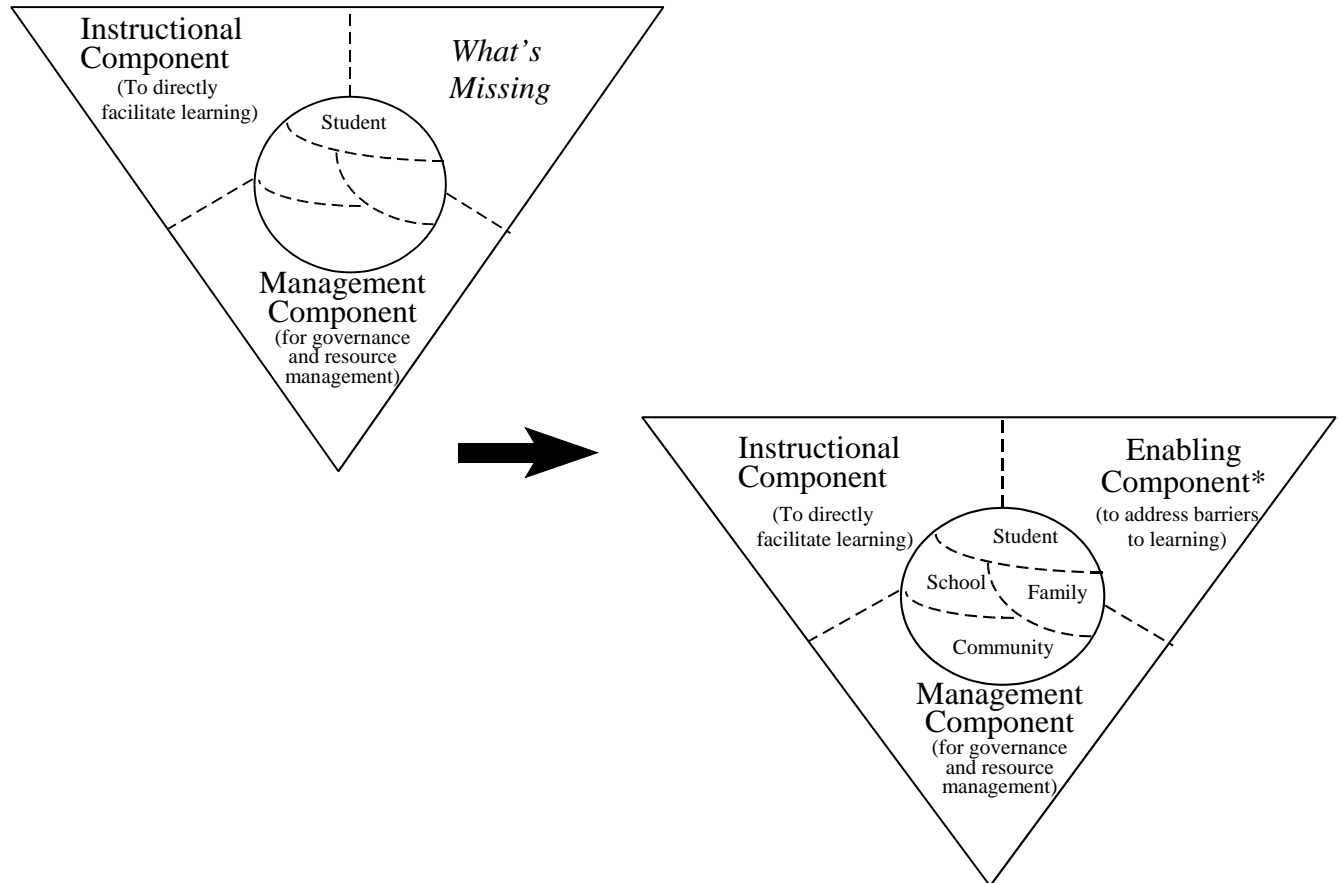 Instructional
Component
(To directly
facilitate learning)
What's
Missing
Student
Management
Component
(for governance
and resource
management)
Instructional
Component
(To directly
facilitate learning)
Enabling
Component*
(to address barriers
to learning)
Student
School
Family
Community
Management
Component
(for governance
and resource
management)